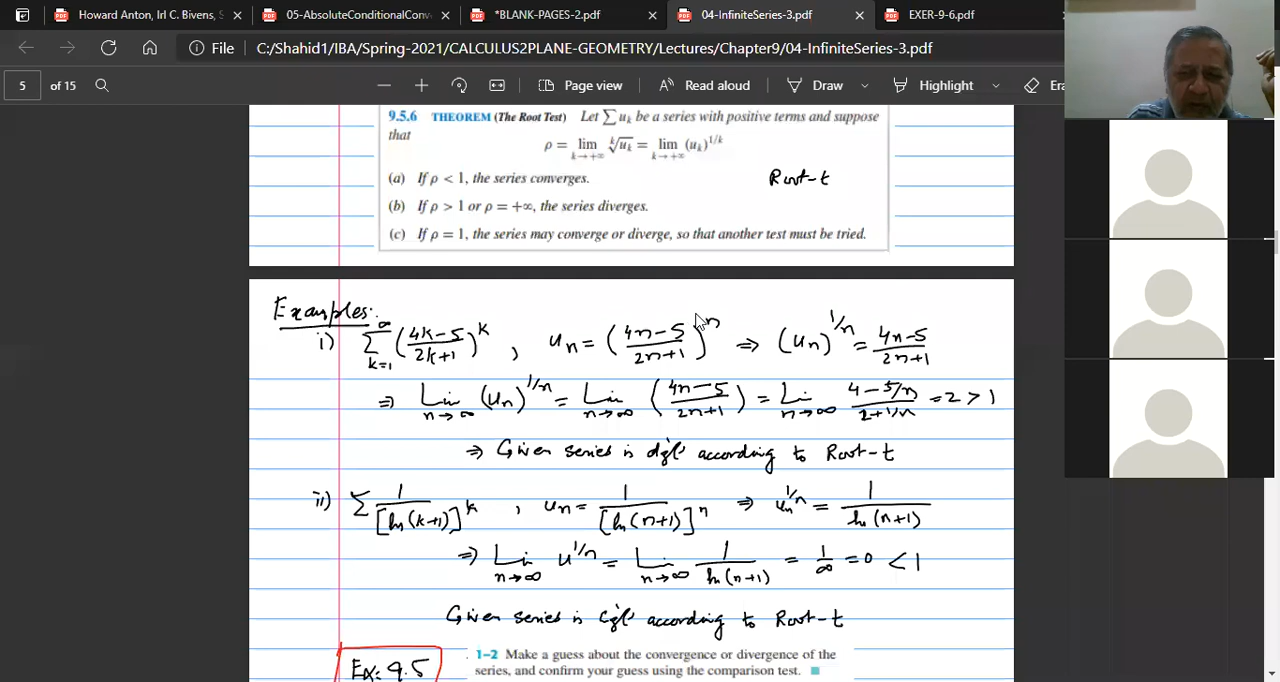 Howard Anton, Irl C. Bivens, S
05-AbsoluteConditionalConv
*BLANK-PAGES-2.pdf
04-InfiniteSeries-3.pdf
EXER-9-6.pdf
File C:/Shahid1/IBA/Spring-2021/CALCULUS2PLANE-GEOMETRY/Lectures/Chapter9/04-InfiniteSeries-3.pdf
5 of 15 Page view Read aloud Draw Highlight Era
9.5.6 THEOREM (The Root Test) Let ∑u_k be a series with positive terms and suppose
that
ρ = lim_{k→+∞} ᵏ√u_k = lim_{k→+∞} (u_k)^{1/k}
(a) If ρ < 1, the series converges.
Root-t
(b) If ρ > 1 or ρ = +∞, the series diverges.
(c) If ρ = 1, the series may converge or diverge, so that another test must be tried.
Examples:
i) ∑_{k=1}^{∞} ((4k-5)/(2k+1))^k , u_n = ((4n-5)/(2n+1))^n ⇒ (u_n)^{1/n} = (4n-5)/(2n+1)
⇒ Lim_{n→∞} (u_n)^{1/n} = Lim_{n→∞} ((4n-5)/(2n+1)) = Lim_{n→∞} (4-5/n)/(2+1/n) = 2 > 1
⇒ Given series is dgt according to Root-t
ii) ∑ 1/[ln(k+1)]^k , u_n = 1/[ln(n+1)]^n ⇒ u_n^{1/n} = 1/ln(n+1)
⇒ Lim_{n→∞} u^{1/n} = Lim_{n→∞} 1/ln(n+1) = 1/∞ = 0 < 1
Given series is cgt according to Root-t
Ex: 9.5
1–2 Make a guess about the convergence or divergence of the
series, and confirm your guess using the comparison test.